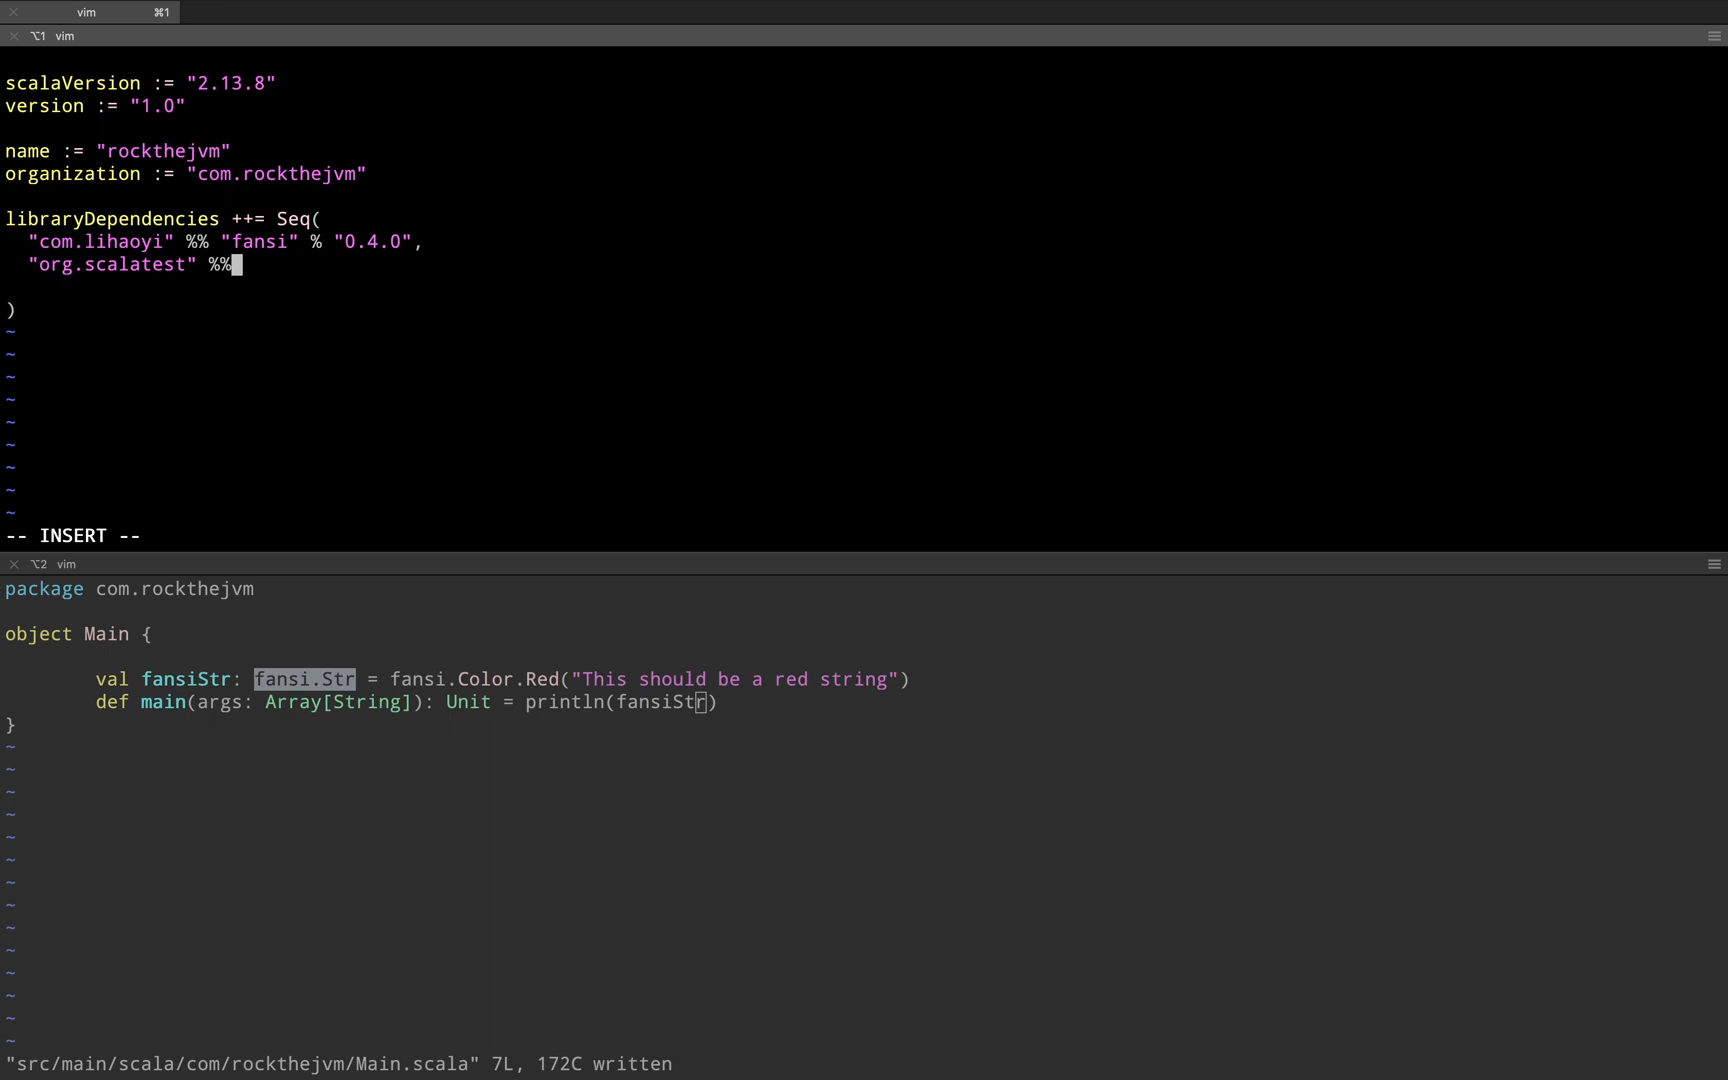 vim ⌘1
⌥1 vim
scalaVersion := "2.13.8"
version := "1.0"
name := "rockthejvm"
organization := "com.rockthejvm"
libraryDependencies ++= Seq(
  "com.lihaoyi" %% "fansi" % "0.4.0",
  "org.scalatest" %%
)
~
~
~
~
~
~
~
~
~
-- INSERT --
⌥2 vim
package com.rockthejvm
object Main {
        val fansiStr: fansi.Str = fansi.Color.Red("This should be a red string")
        def main(args: Array[String]): Unit = println(fansiStr)
}
~
~
~
~
~
~
~
~
~
~
~
~
~
~
"src/main/scala/com/rockthejvm/Main.scala" 7L, 172C written